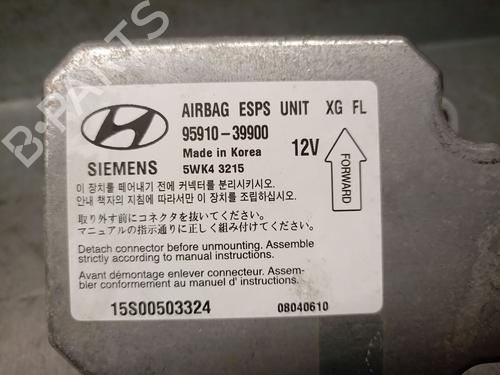 AIRBAG ESPS UNIT XG FL
95910-39900
Made in Korea
12V
SIEMENS
5WK4 3215
FORWARD
이 장치를 떼어내기 전에 커넥터를 분리시키시오.
안내 책자의 지침에 따라서만 이 장치를 조립하십시오.
取り外す前にコネクタを抜いてください。
マニュアルの指示通りに正しく組み付けてください。
Detach connector before unmounting. Assemble
strictly according to manual instructions.
Avant démontage enlever connecteur. Assem-
bler conformement au manuel d' instructions.
15S00503324
08040610
B-PARTS